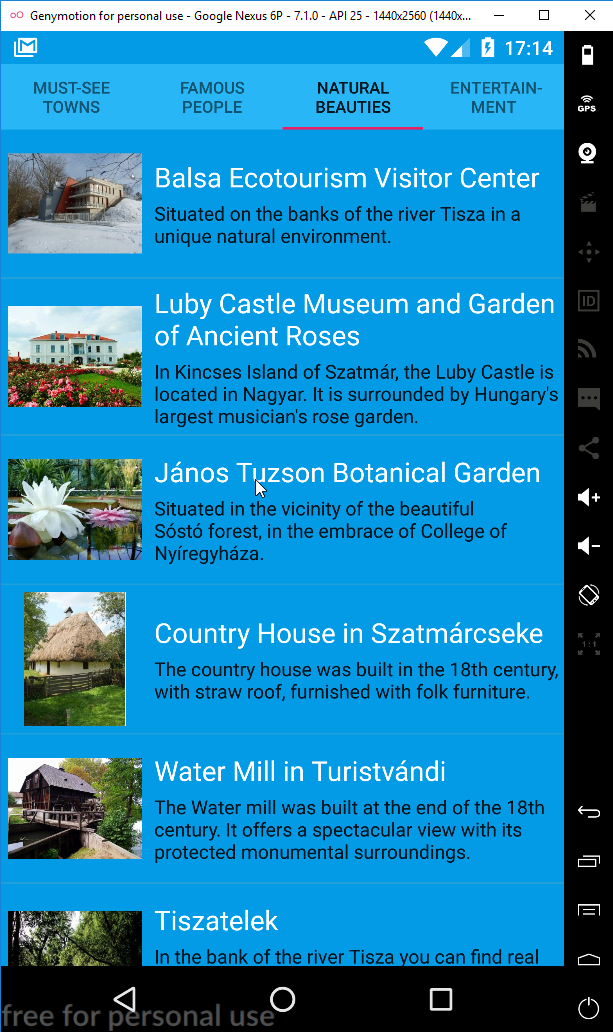 Genymotion for personal use - Google Nexus 6P - 7.1.0 - API 25 - 1440x2560 (1440x...
17:14
MUST-SEE
TOWNS
FAMOUS
PEOPLE
NATURAL
BEAUTIES
ENTERTAIN-
MENT
GPS
Balsa Ecotourism Visitor Center
Situated on the banks of the river Tisza in a
unique natural environment.
ID
Luby Castle Museum and Garden
of Ancient Roses
In Kincses Island of Szatmár, the Luby Castle is
located in Nagyar. It is surrounded by Hungary's
largest musician's rose garden.
János Tuzson Botanical Garden
Situated in the vicinity of the beautiful
Sóstó forest, in the embrace of College of
Nyíregyháza.
Country House in Szatmárcseke
The country house was built in the 18th century,
with straw roof, furnished with folk furniture.
1:1
Water Mill in Turistvándi
The Water mill was built at the end of the 18th
century. It offers a spectacular view with its
protected monumental surroundings.
Tiszatelek
In the bank of the river Tisza you can find real
free for personal use